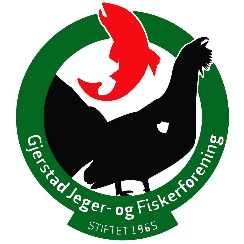 Gjerstad Jeger- og Fiskerforening
STIFTET 1965